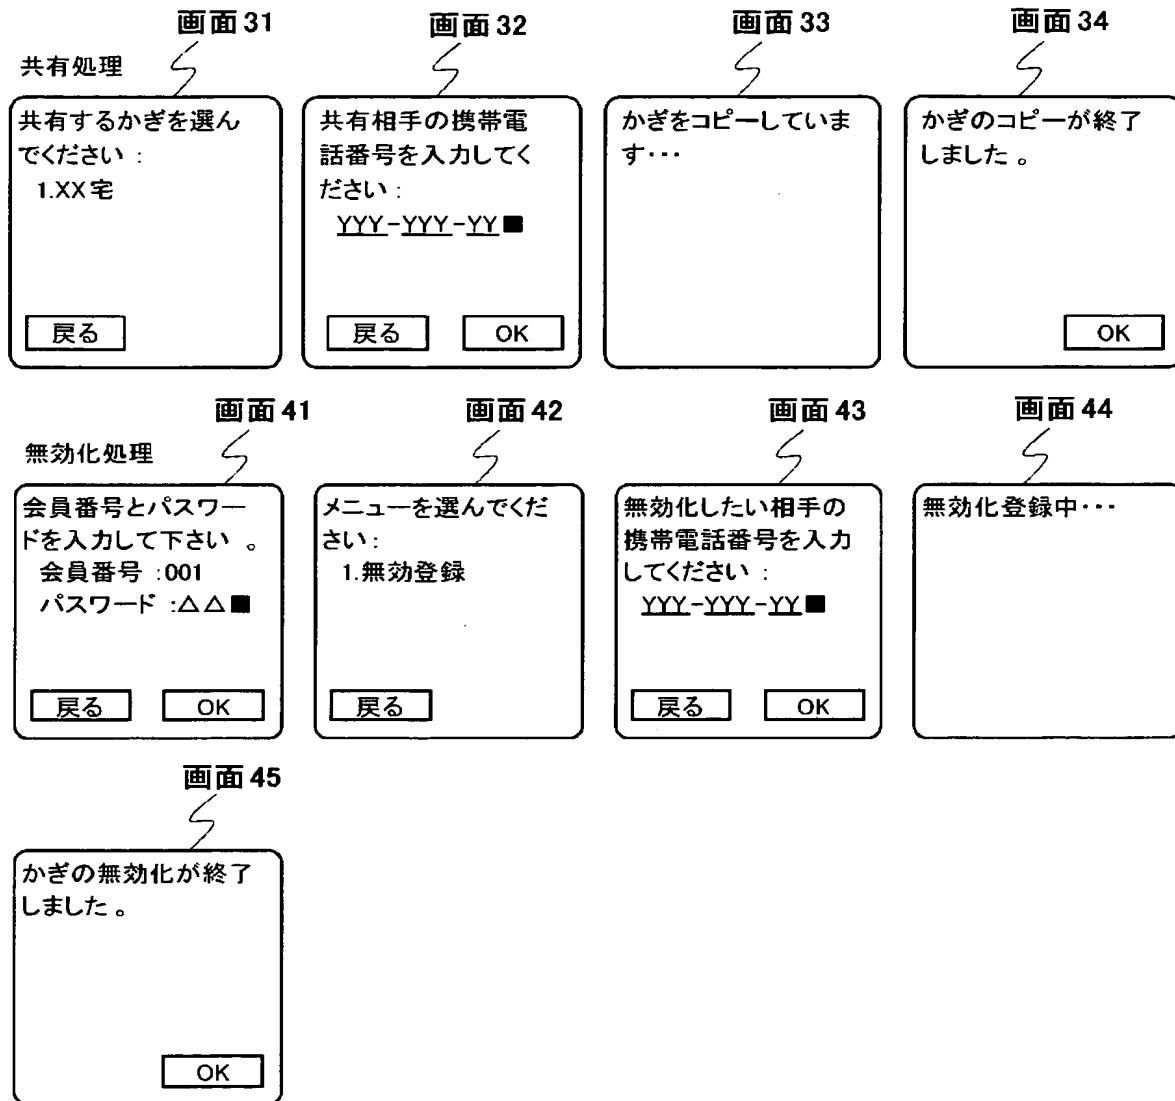 画面31
画面32
画面33
画面34
共有処理
共有するかぎを選ん
でください:
1.XX宅
戻る
共有相手の携帯電
話番号を入力してく
ださい:
YYY-YYY-YY■
戻る
OK
かぎをコピーしていま
す･･･
かぎのコピーが終了
しました。
OK
画面41
画面42
画面43
画面44
無効化処理
会員番号とパスワー
ドを入力して下さい。
会員番号:001
パスワード:△△■
戻る
OK
メニューを選んでくだ
さい:
1.無効登録
戻る
無効化したい相手の
携帯電話番号を入力
してください:
YYY-YYY-YY■
戻る
OK
無効化登録中･･･
画面45
かぎの無効化が終了
しました。
OK